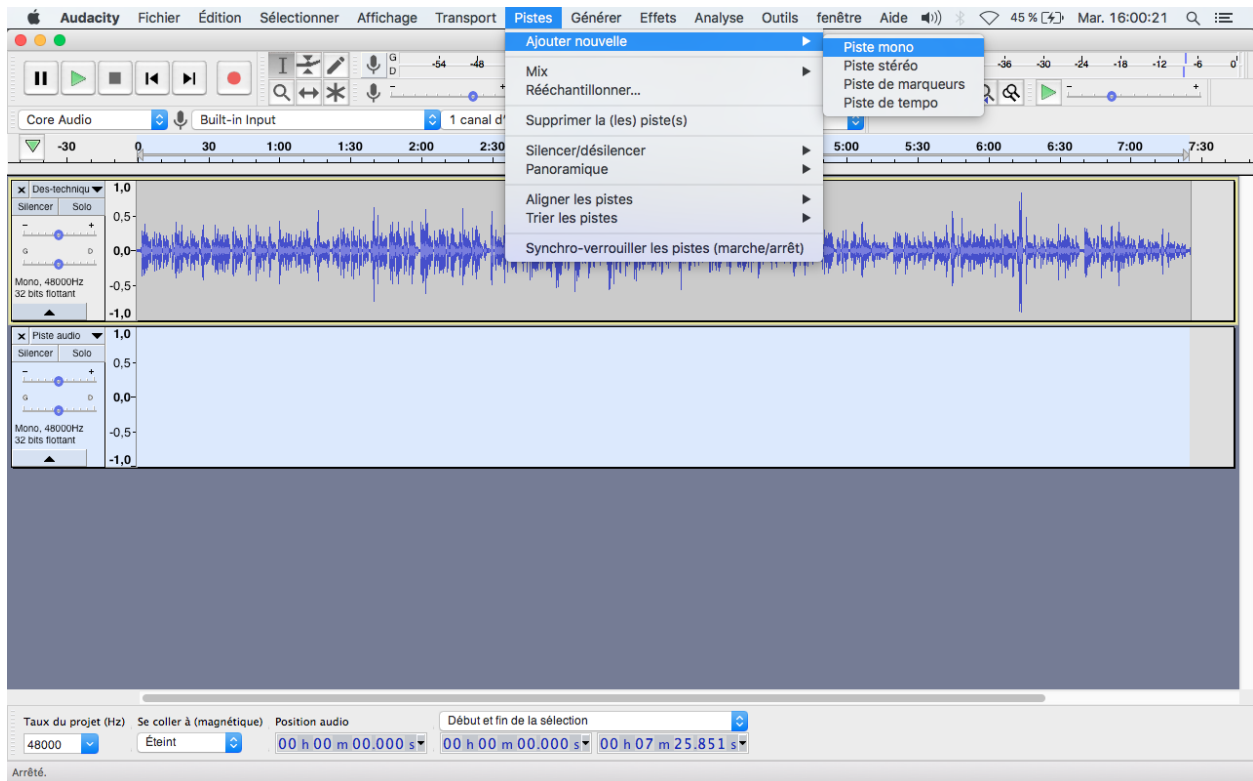 Audacity Fichier Édition Sélectionner Affichage Transport Pistes Générer Effets Analyse Outils fenêtre Aide 45 % Mar. 16:00:21
Ajouter nouvelle
Mix
Rééchantillonner...
Supprimer la (les) piste(s)
Silencer/désilencer
Panoramique
Aligner les pistes
Trier les pistes
Synchro-verrouiller les pistes (marche/arrêt)
Piste mono
Piste stéréo
Piste de marqueurs
Piste de tempo
G
D
-54 -48
-36 -30 -24 -18 -12 -6 0
- +
- +
Core Audio Built-in Input 1 canal d'
-30 0 30 1:00 1:30 2:00 2:30 5:00 5:30 6:00 6:30 7:00 7:30
x Des-techniqu 1,0
Silencer Solo
0,5
- +
G D 0,0
Mono, 48000Hz
-0,5
32 bits flottant
-1,0
x Piste audio 1,0
Silencer Solo
0,5
- +
G D 0,0
Mono, 48000Hz
-0,5
32 bits flottant
-1,0
Taux du projet (Hz) Se coller à (magnétique) Position audio Début et fin de la sélection
48000 Éteint 00 h 00 m 00.000 s 00 h 00 m 00.000 s 00 h 07 m 25.851 s
Arrêté.